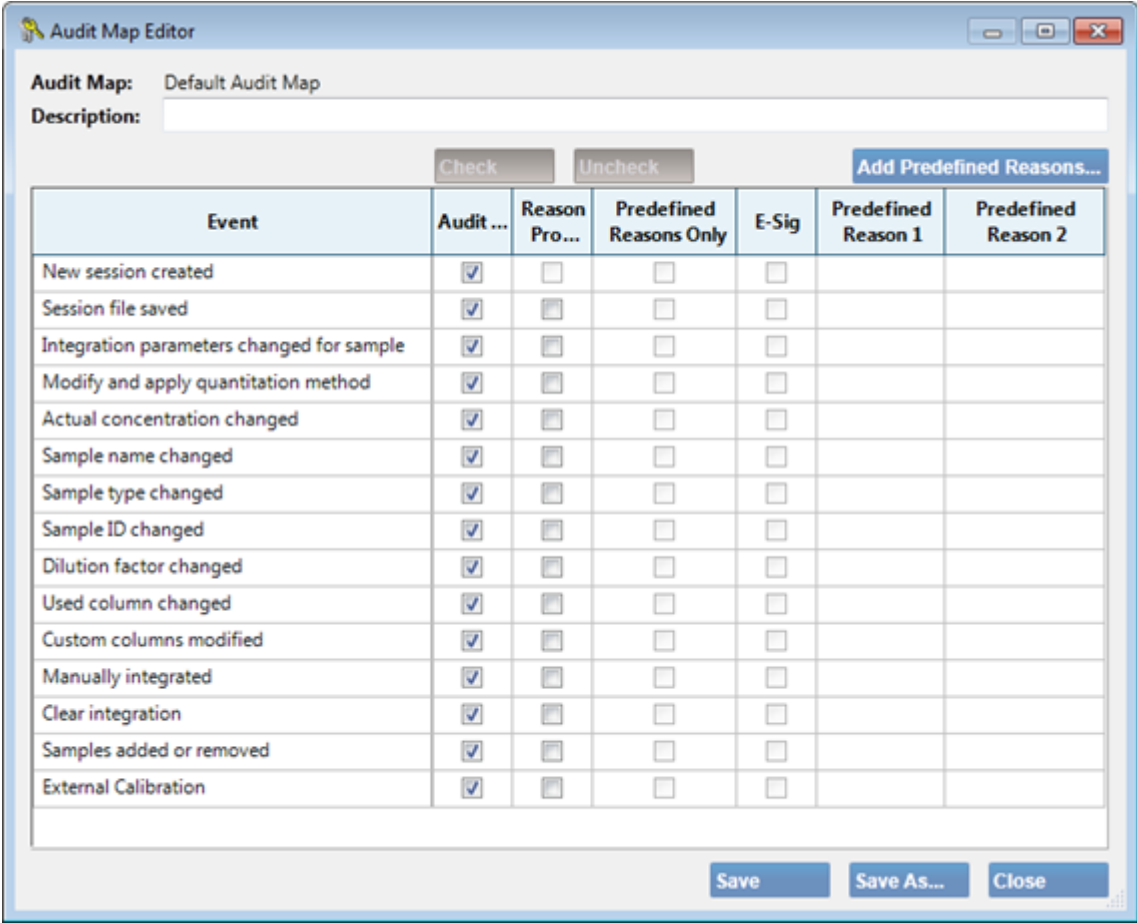 Audit Map Editor
Audit Map: Default Audit Map
Description:
Check Uncheck Add Predefined Reasons...
Event Audit ... Reason Pro... Predefined Reasons Only E-Sig Predefined Reason 1 Predefined Reason 2
New session created
Session file saved
Integration parameters changed for sample
Modify and apply quantitation method
Actual concentration changed
Sample name changed
Sample type changed
Sample ID changed
Dilution factor changed
Used column changed
Custom columns modified
Manually integrated
Clear integration
Samples added or removed
External Calibration
Save Save As... Close